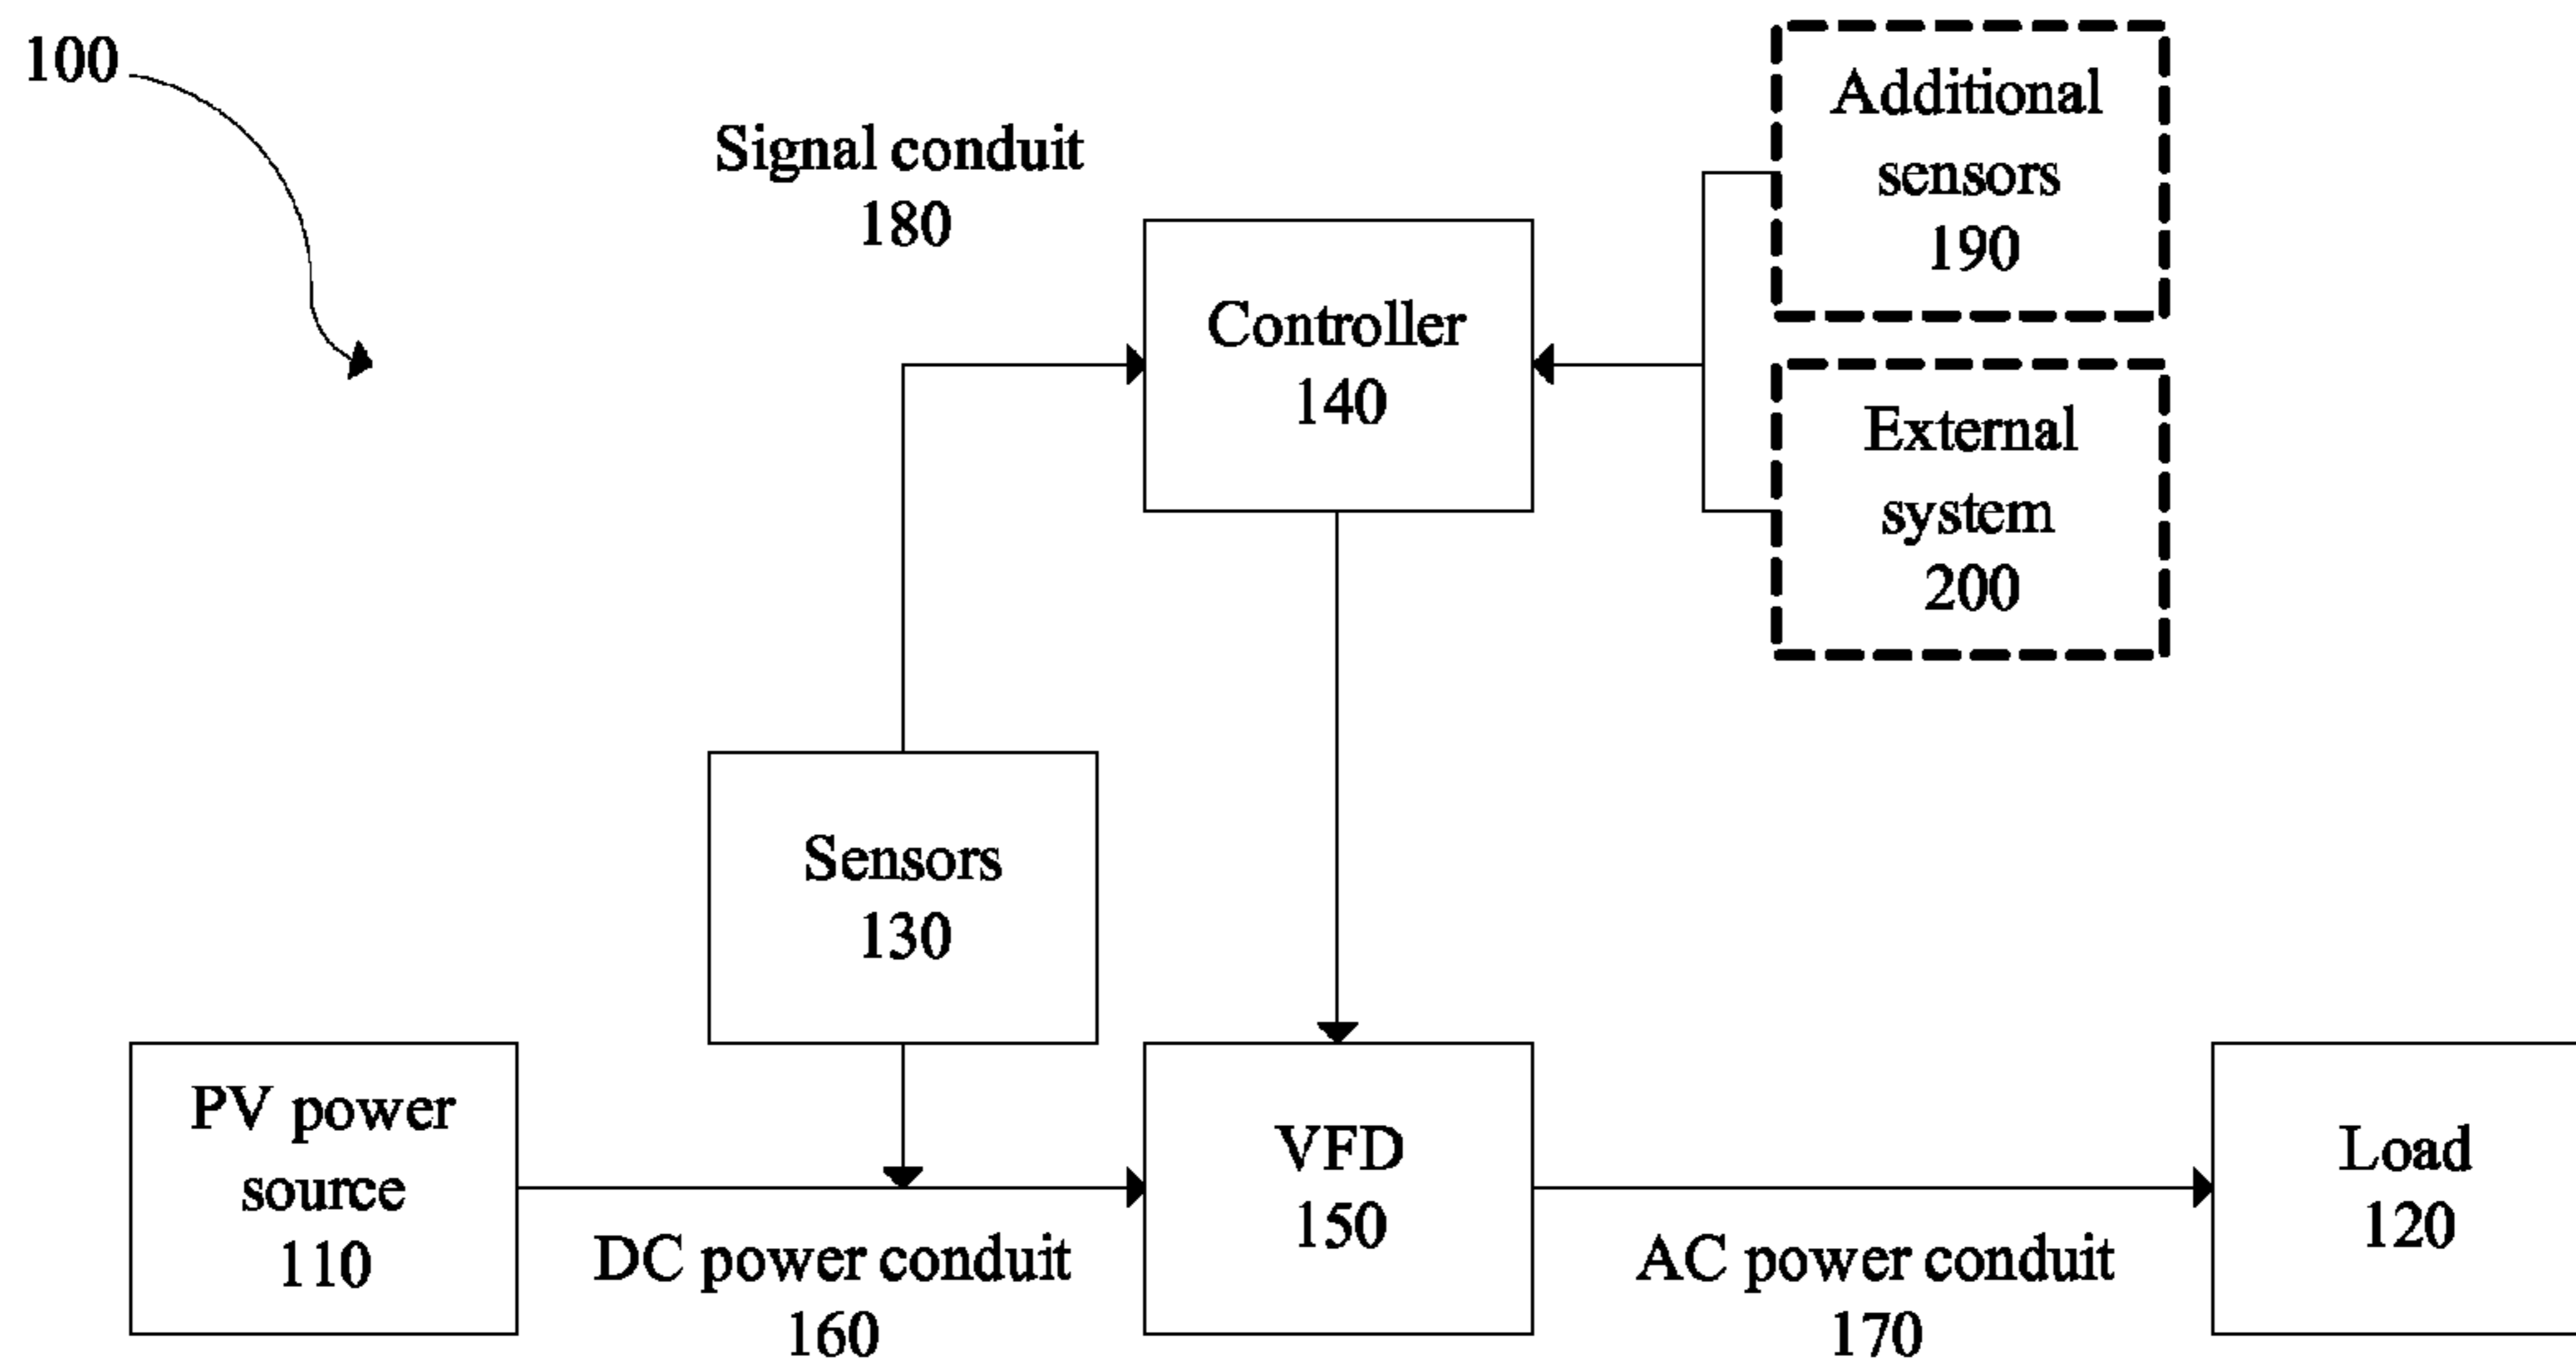 100
Signal conduit
180
Additional
sensors
190
Controller
140
External
system
200
Sensors
130
PV power
source
110
DC power conduit
160
VFD
150
AC power conduit
170
Load
120